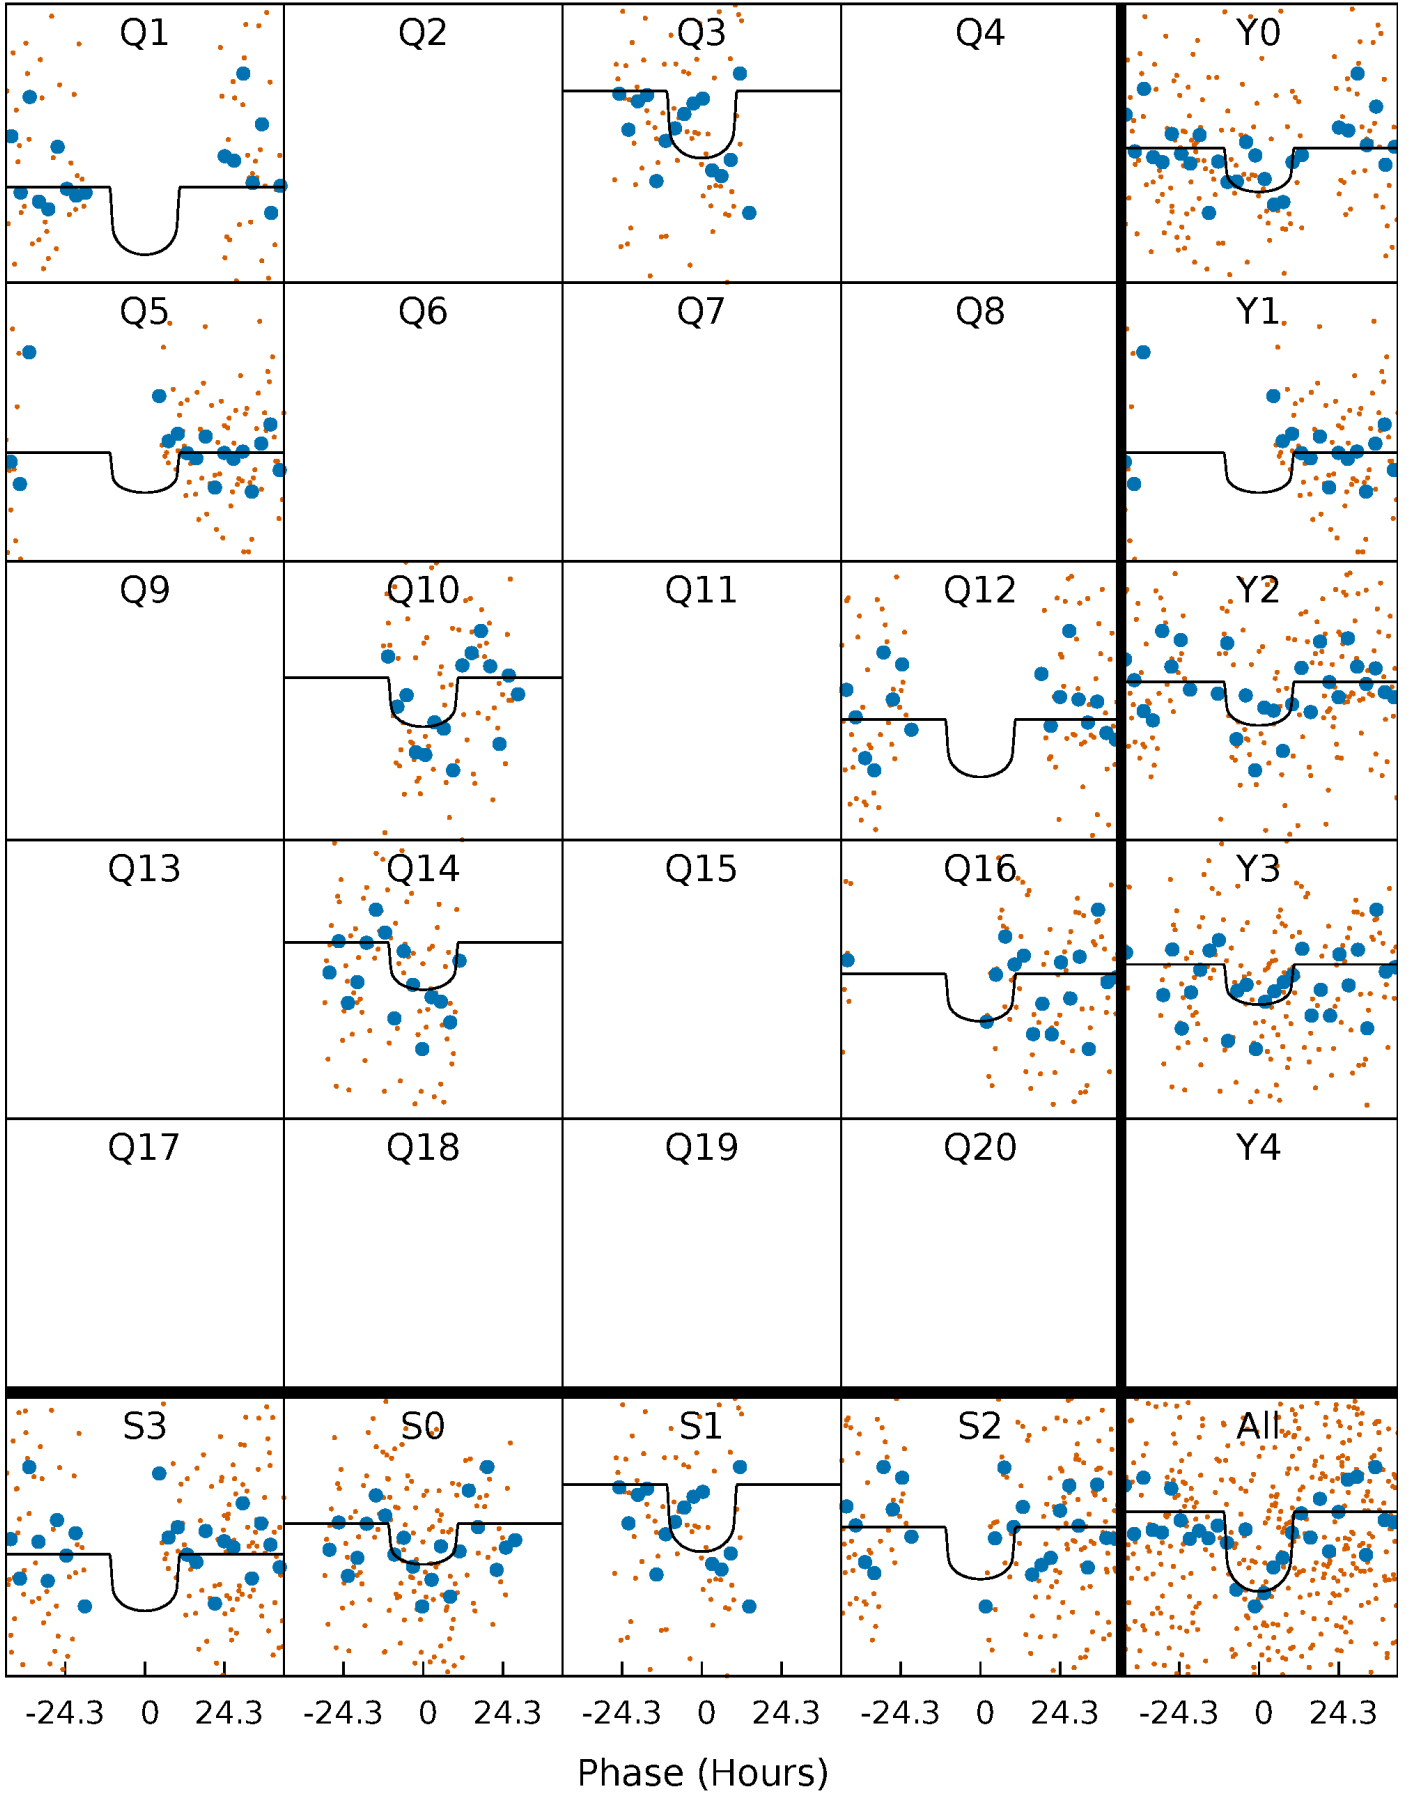 Q1 Q2 Q3 Q4 Y0
Q5 Q6 Q7 Q8 Y1
Q9 Q10 Q11 Q12 Y2
Q13 Q14 Q15 Q16 Y3
Q17 Q18 Q19 Q20 Y4
S3 S0 S1 S2 All
-24.3 0 24.3 -24.3 0 24.3 -24.3 0 24.3 -24.3 0 24.3 -24.3 0 24.3
Phase (Hours)